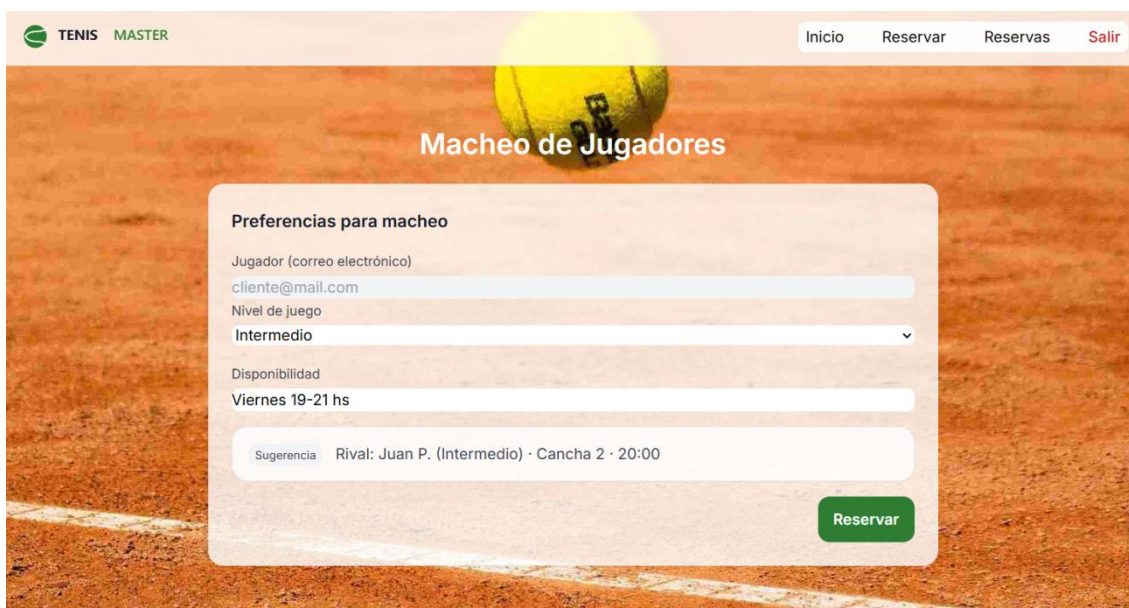 TENIS MASTER
Inicio Reservar Reservas Salir
Macheo de Jugadores
Preferencias para macheo
Jugador (correo electrónico)
cliente@mail.com
Nivel de juego
Intermedio
Disponibilidad
Viernes 19-21 hs
Sugerencia Rival: Juan P. (Intermedio) · Cancha 2 · 20:00
Reservar